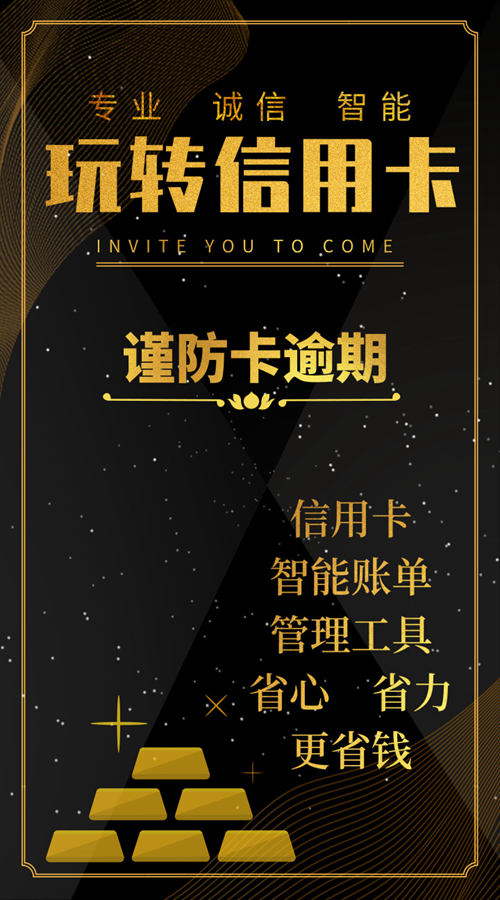 专业 诚信 智能
玩转信用卡
INVITE YOU TO COME
谨防卡逾期
信用卡
智能账单
管理工具
省心 省力
更省钱